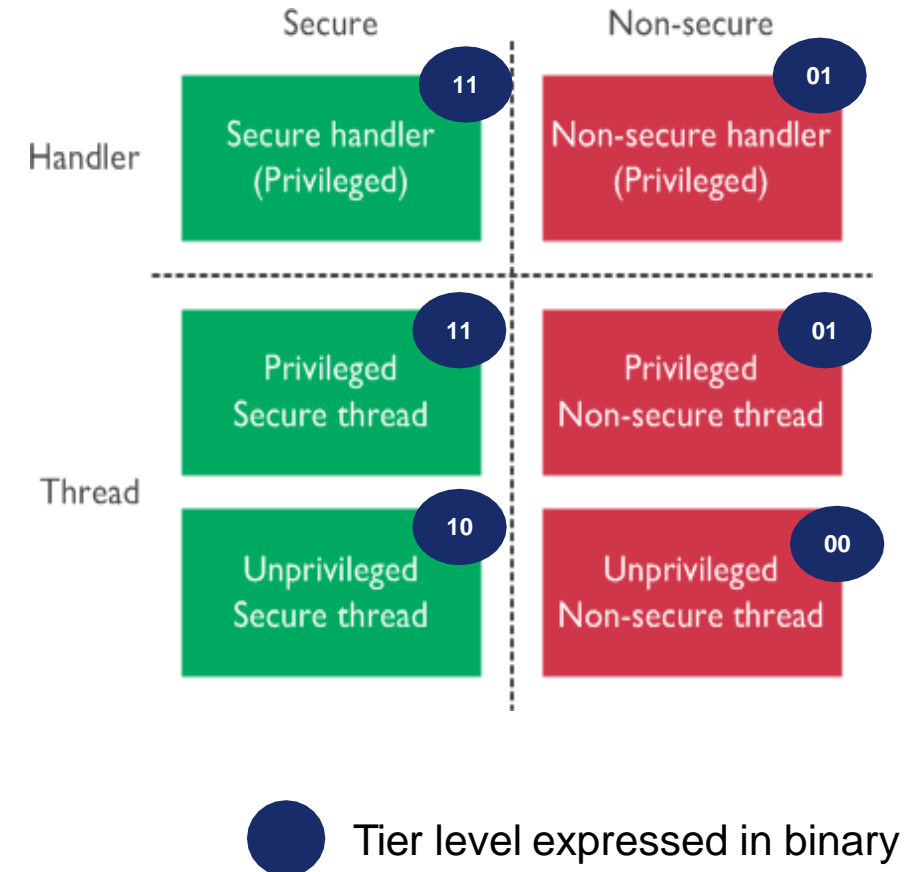 Secure
Non-secure
11
01
Handler
Secure handler
(Privileged)
Non-secure handler
(Privileged)
11
01
Privileged
Secure thread
Privileged
Non-secure thread
Thread
10
00
Unprivileged
Secure thread
Unprivileged
Non-secure thread
Tier level expressed in binary